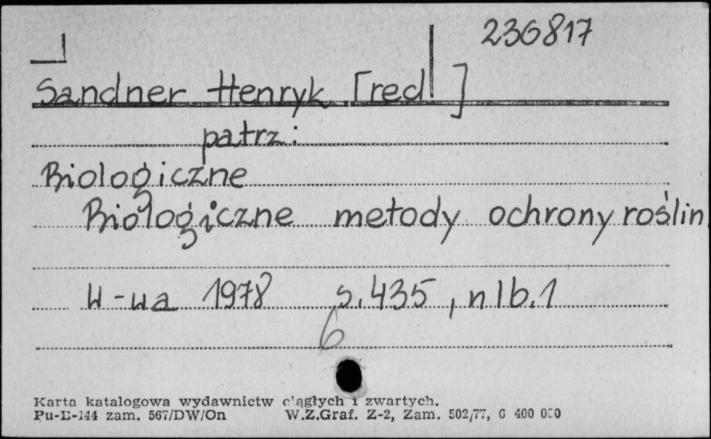 236817
Sandner Henryk [red]
patrz:
Biologiczne
Biologiczne metody ochrony roślin
W-wa 1978 s. 435, nlb. 1
6
Karta katalogowa wydawnictw ciągłych i zwartych.
Pu-E-144 zam. 567/DW/On W.Z.Graf. Z-2, Zam. 502/77, G 400 000